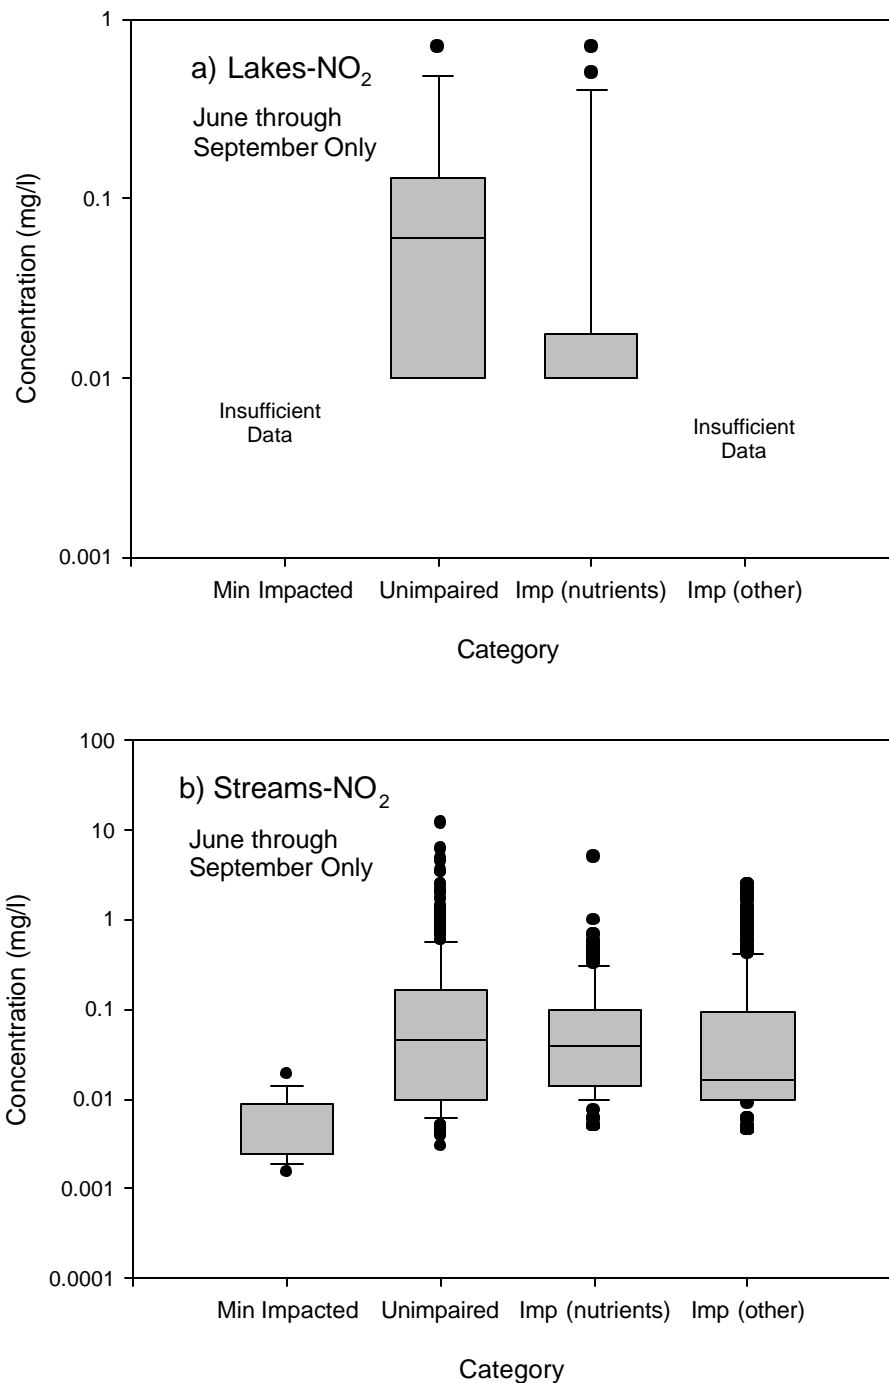 1
a) Lakes-NO2
June through
September Only
0.1
Concentration (mg/l)
0.01
Insufficient
Data
Insufficient
Data
0.001
Min Impacted Unimpaired Imp (nutrients) Imp (other)
Category
100
b) Streams-NO2
10
June through
September Only
1
Concentration (mg/l)
0.1
0.01
0.001
0.0001
Min Impacted Unimpaired Imp (nutrients) Imp (other)
Category